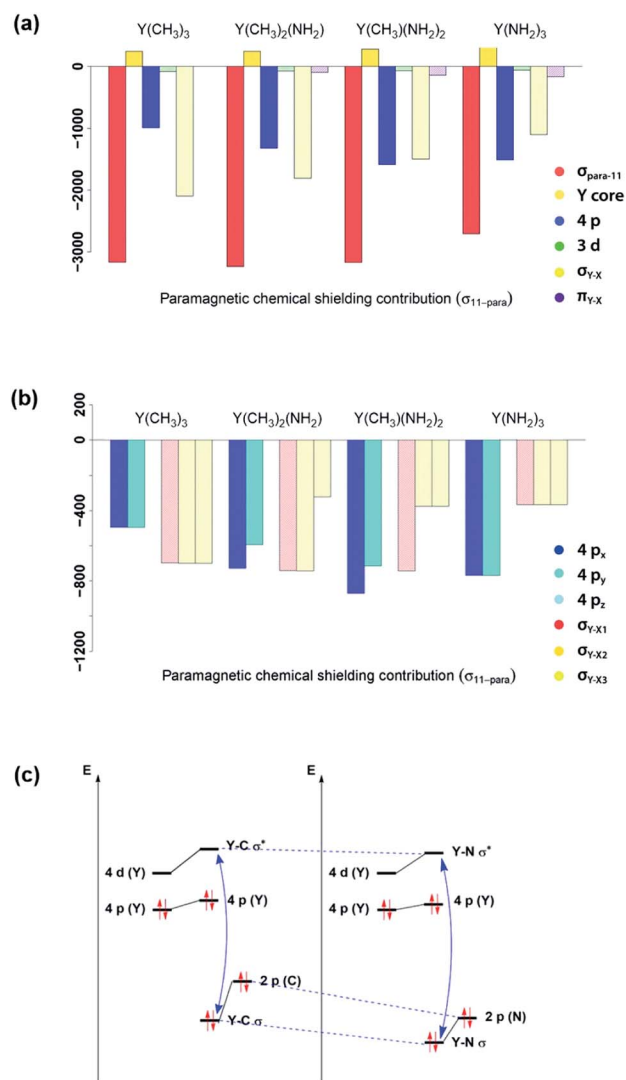 (a)
Y(CH₃)₃ Y(CH₃)₂(NH₂) Y(CH₃)(NH₂)₂ Y(NH₂)₃
0
−1000
−2000
−3000
σpara-11
Y core
4 p
3 d
σY-X
πY-X
Paramagnetic chemical shielding contribution (σ11−para)
(b)
200
Y(CH₃)₃ Y(CH₃)₂(NH₂) Y(CH₃)(NH₂)₂ Y(NH₂)₃
0
−400
−800
−1200
4 px
4 py
4 pz
σY-X1
σY-X2
σY-X3
Paramagnetic chemical shielding contribution (σ11−para)
(c)
E E
Y-C σ* Y-N σ*
4 d (Y) 4 d (Y)
4 p (Y) 4 p (Y) 4 p (Y) 4 p (Y)
2 p (C)
2 p (N)
Y-C σ
Y-N σ